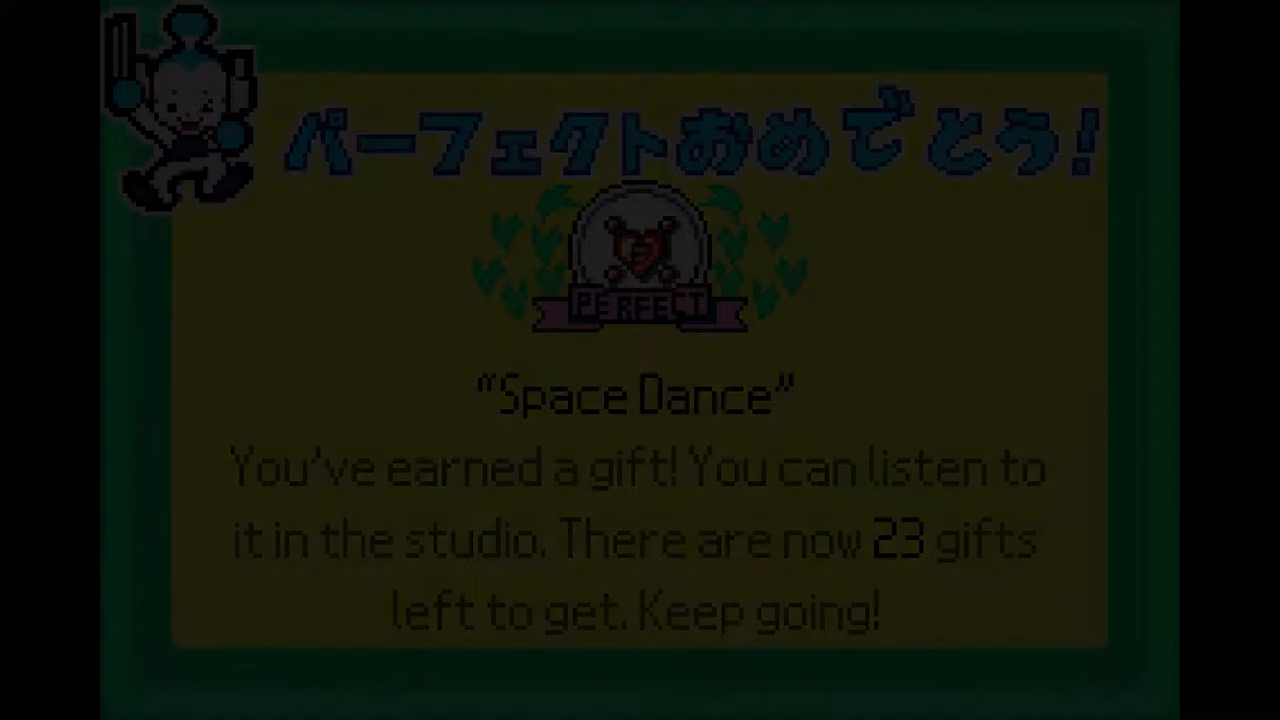 パーフェクトおめでとう!
PERFECT
“Space Dance”
You've earned a gift! You can listen to
it in the studio. There are now 23 gifts
left to get. Keep going!